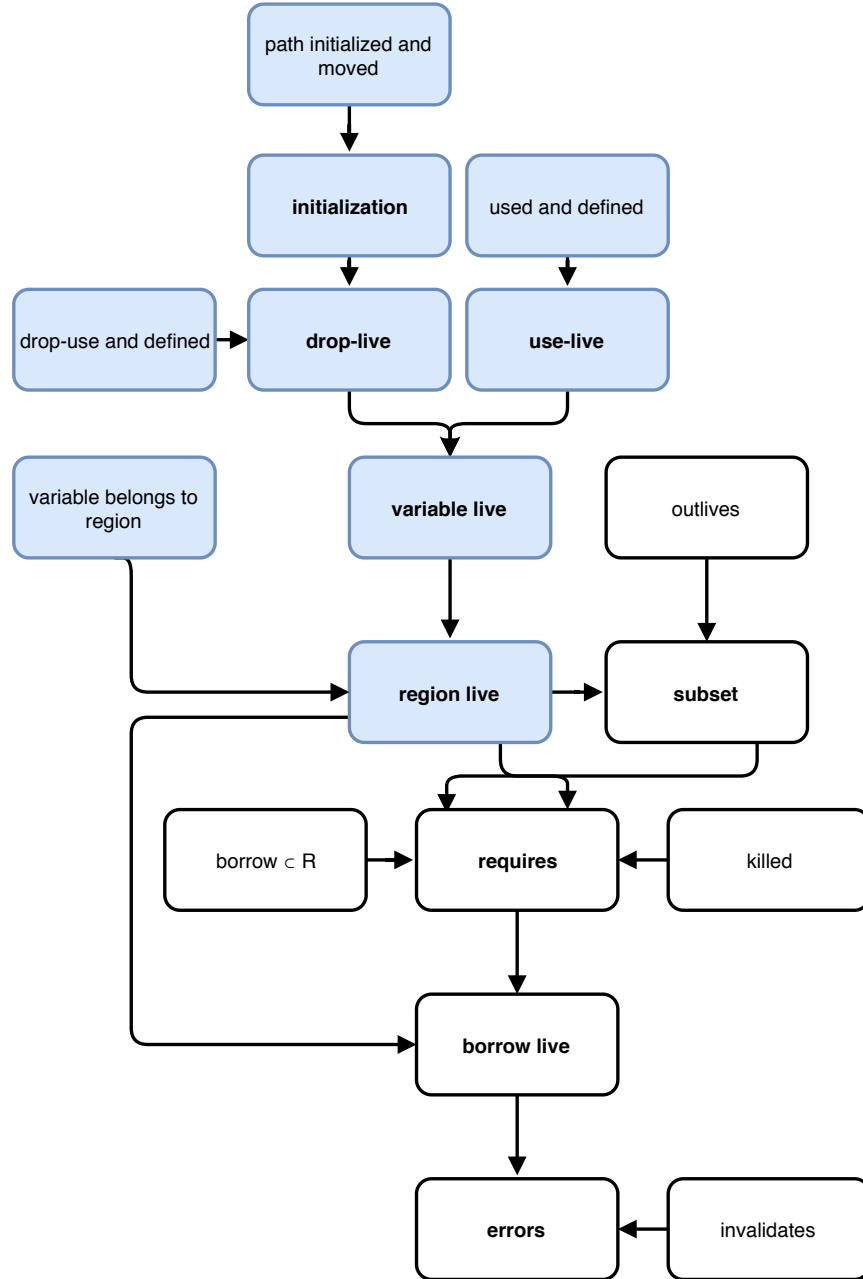 path initialized and
moved
initialization
used and defined
drop-use and defined
drop-live
use-live
variable belongs to
region
variable live
outlives
region live
subset
borrow ⊂ R
requires
killed
borrow live
errors
invalidates